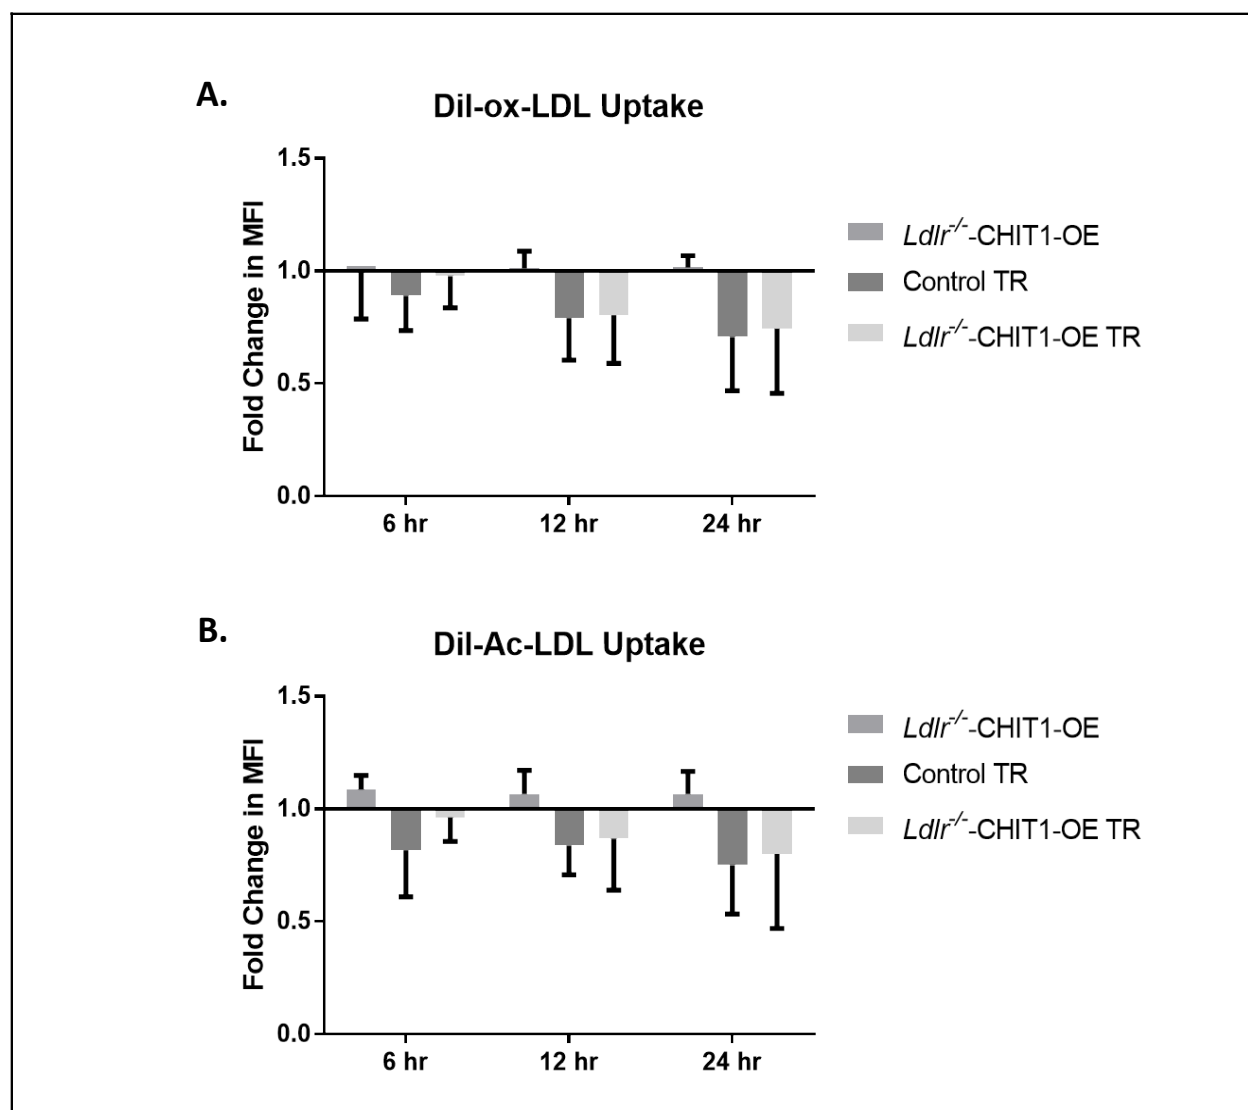 A.
Dil-ox-LDL Uptake
Fold Change in MFI
1.5
1.0
0.5
0.0
6 hr 12 hr 24 hr
Ldlr-/--CHIT1-OE
Control TR
Ldlr-/--CHIT1-OE TR
B.
Dil-Ac-LDL Uptake
Fold Change in MFI
1.5
1.0
0.5
0.0
6 hr 12 hr 24 hr
Ldlr-/--CHIT1-OE
Control TR
Ldlr-/--CHIT1-OE TR